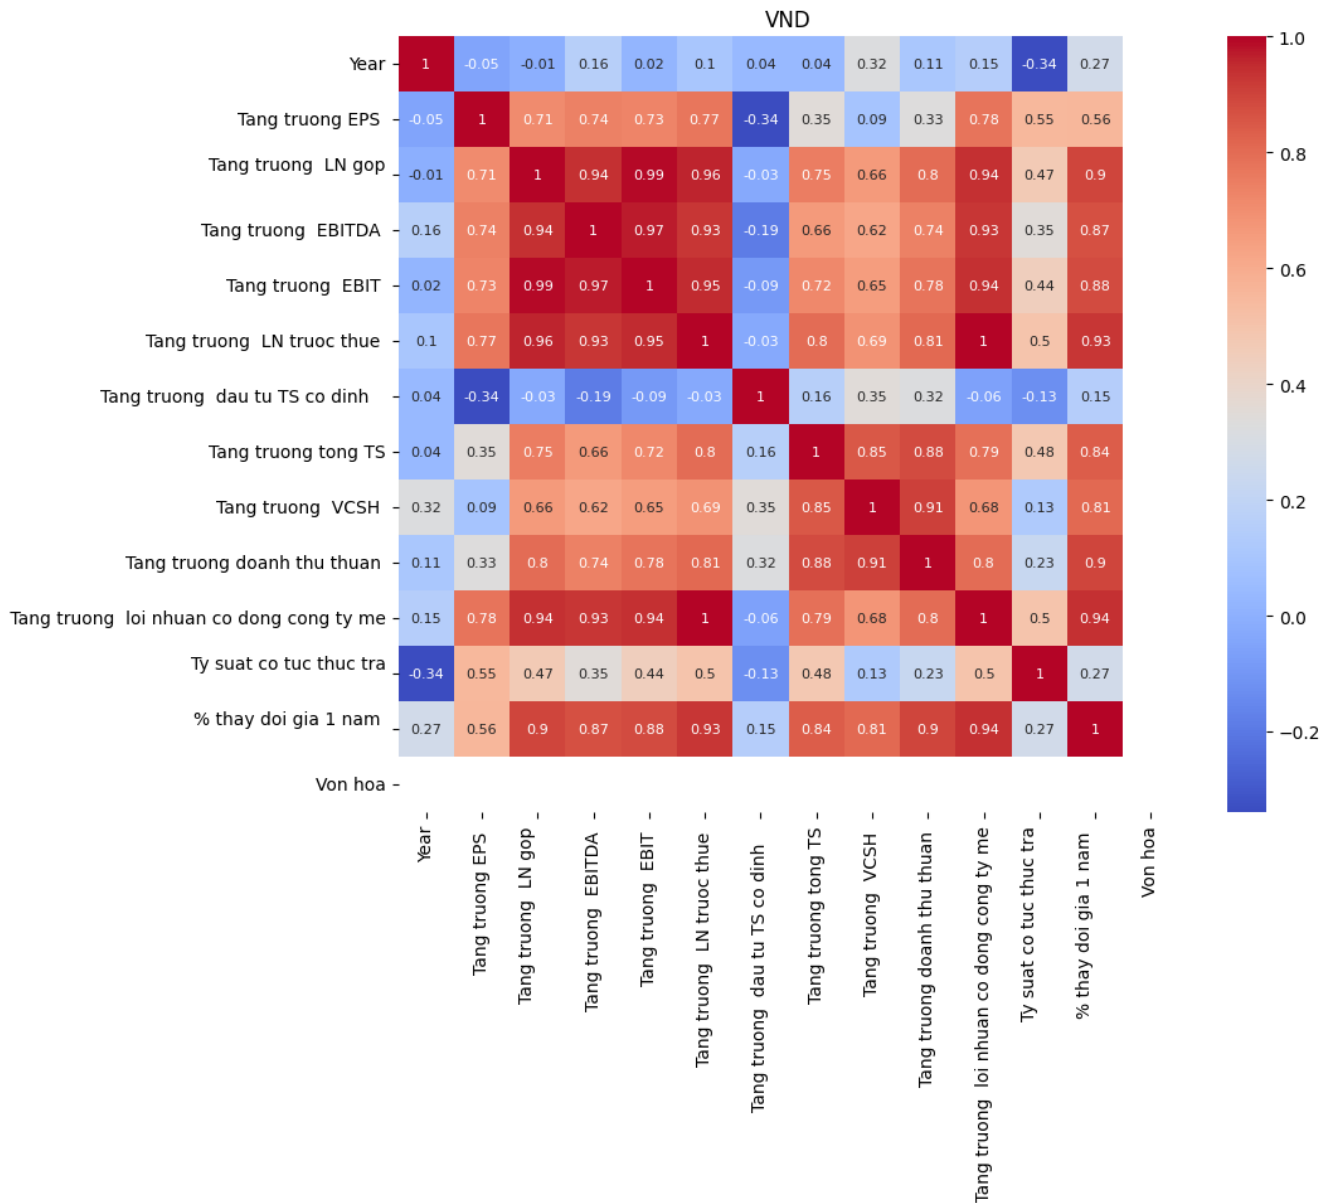 VND
Year 1 -0.05 -0.01 0.16 0.02 0.1 0.04 0.04 0.32 0.11 0.15 -0.34 0.27
Tang truong EPS -0.05 1 0.71 0.74 0.73 0.77 -0.34 0.35 0.09 0.33 0.78 0.55 0.56
Tang truong LN gop -0.01 0.71 1 0.94 0.99 0.96 -0.03 0.75 0.66 0.8 0.94 0.47 0.9
Tang truong EBITDA 0.16 0.74 0.94 1 0.97 0.93 -0.19 0.66 0.62 0.74 0.93 0.35 0.87
Tang truong EBIT 0.02 0.73 0.99 0.97 1 0.95 -0.09 0.72 0.65 0.78 0.94 0.44 0.88
Tang truong LN truoc thue 0.1 0.77 0.96 0.93 0.95 1 -0.03 0.8 0.69 0.81 1 0.5 0.93
Tang truong dau tu TS co dinh 0.04 -0.34 -0.03 -0.19 -0.09 -0.03 1 0.16 0.35 0.32 -0.06 -0.13 0.15
Tang truong tong TS 0.04 0.35 0.75 0.66 0.72 0.8 0.16 1 0.85 0.88 0.79 0.48 0.84
Tang truong VCSH 0.32 0.09 0.66 0.62 0.65 0.69 0.35 0.85 1 0.91 0.68 0.13 0.81
Tang truong doanh thu thuan 0.11 0.33 0.8 0.74 0.78 0.81 0.32 0.88 0.91 1 0.8 0.23 0.9
Tang truong loi nhuan co dong cong ty me 0.15 0.78 0.94 0.93 0.94 1 -0.06 0.79 0.68 0.8 1 0.5 0.94
Ty suat co tuc thuc tra -0.34 0.55 0.47 0.35 0.44 0.5 -0.13 0.48 0.13 0.23 0.5 1 0.27
% thay doi gia 1 nam 0.27 0.56 0.9 0.87 0.88 0.93 0.15 0.84 0.81 0.9 0.94 0.27 1
Von hoa
Year
Tang truong EPS
Tang truong LN gop
Tang truong EBITDA
Tang truong EBIT
Tang truong LN truoc thue
Tang truong dau tu TS co dinh
Tang truong tong TS
Tang truong VCSH
Tang truong doanh thu thuan
Tang truong loi nhuan co dong cong ty me
Ty suat co tuc thuc tra
% thay doi gia 1 nam
Von hoa
1.0
0.8
0.6
0.4
0.2
0.0
−0.2